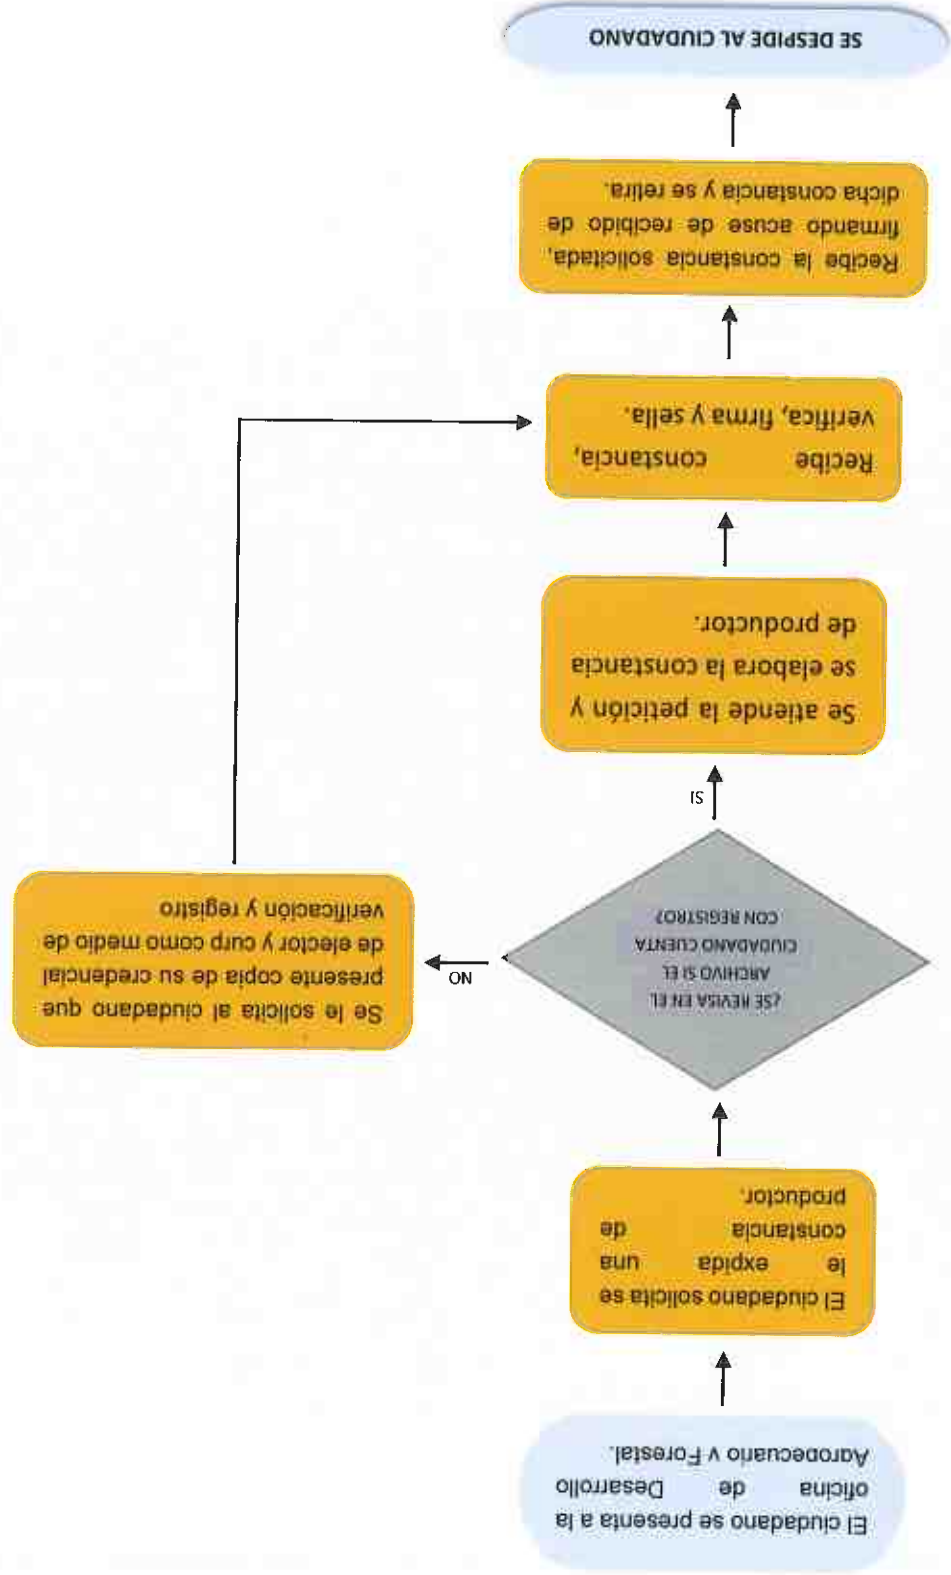 El ciudadano se presenta a la
oficina de Desarrollo
Agropecuario y Forestal.
El ciudadano solicita se
le expida una
constancia de
productor.
¿SE REVISA EN EL
ARCHIVO SI EL
CIUDADANO CUENTA
CON REGISTRO?
NO
Se le solicita al ciudadano que
presente copia de su credencial
de elector y curp como medio de
verificación y registro
SI
Se atiende la petición y
se elabora la constancia
de productor.
Recibe constancia,
verifica, firma y sella.
Recibe la constancia solicitada,
firmando acuse de recibido de
dicha constancia y se retira.
SE DESPIDE AL CIUDADANO